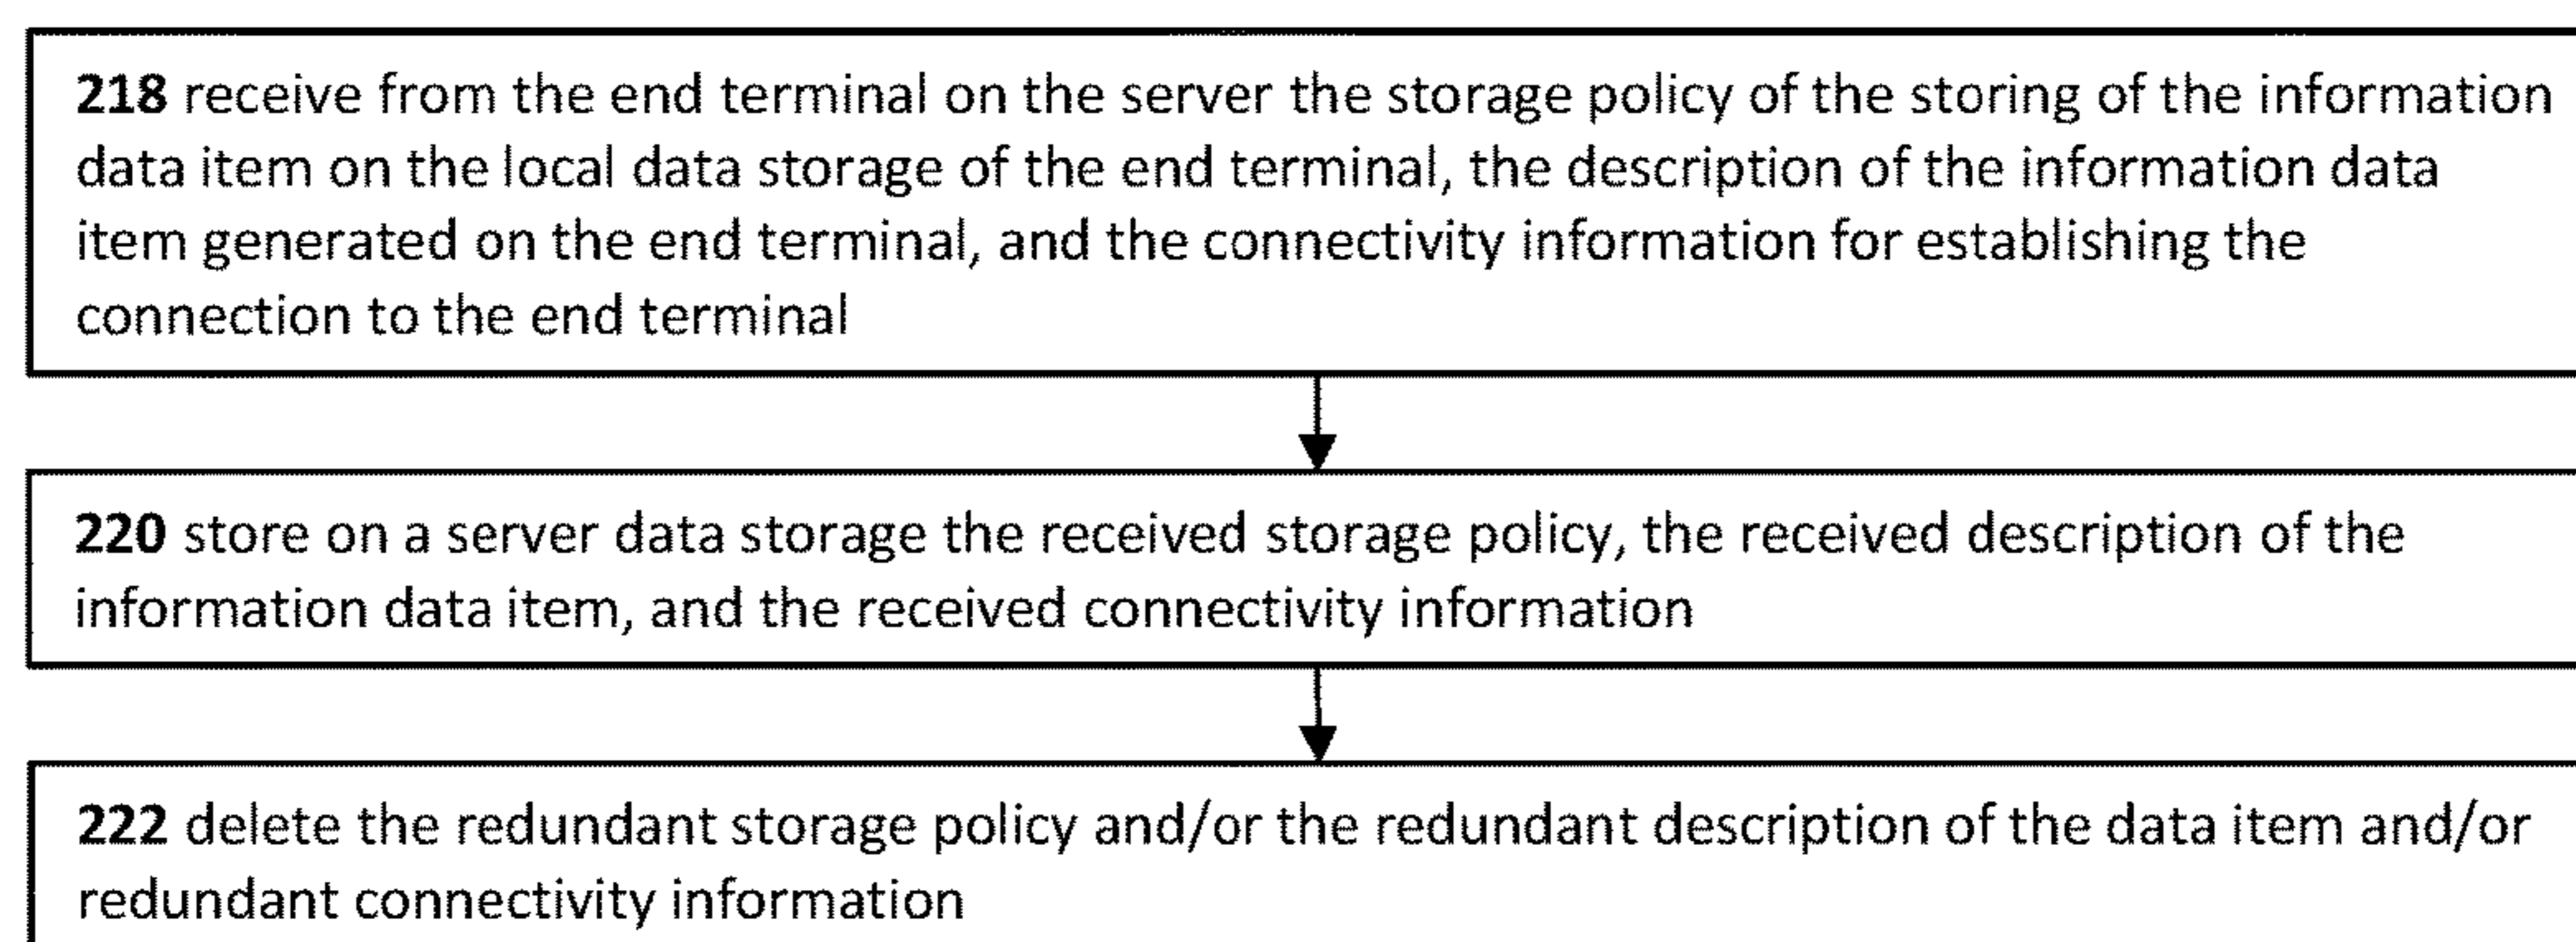 218 receive from the end terminal on the server the storage policy of the storing of the information
data item on the local data storage of the end terminal, the description of the information data
item generated on the end terminal, and the connectivity information for establishing the
connection to the end terminal
220 store on a server data storage the received storage policy, the received description of the
information data item, and the received connectivity information
222 delete the redundant storage policy and/or the redundant description of the data item and/or
redundant connectivity information